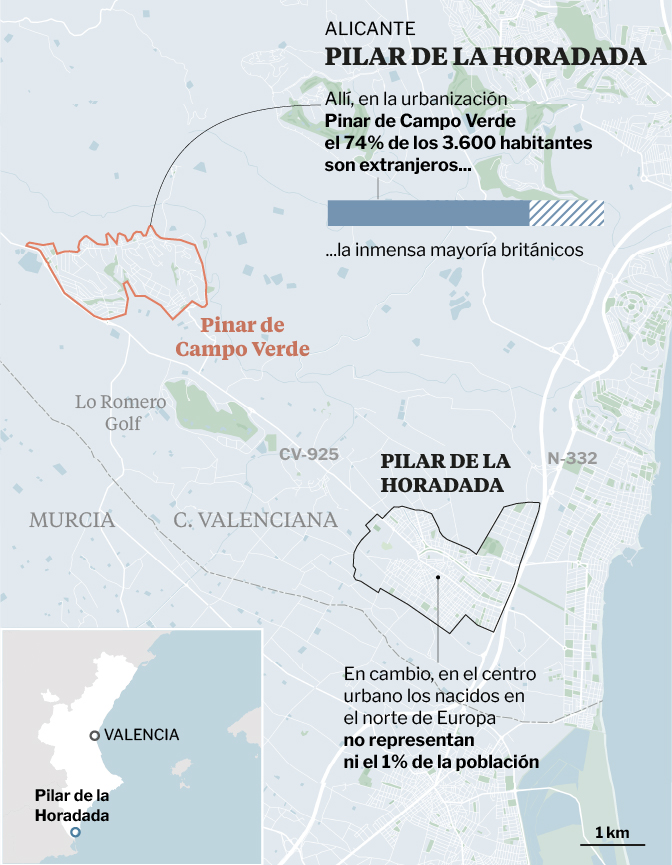 ALICANTE
PILAR DE LA HORADADA
Allí, en la urbanización
Pinar de Campo Verde
el 74% de los 3.600 habitantes
son extranjeros...
...la inmensa mayoría británicos
Pinar de
Campo Verde
Lo Romero
Golf
CV-925
PILAR DE LA
HORADADA
N-332
MURCIA
C. VALENCIANA
En cambio, en el centro
urbano los nacidos en
el norte de Europa
no representan
ni el 1% de la población
VALENCIA
Pilar de la
Horadada
1 km